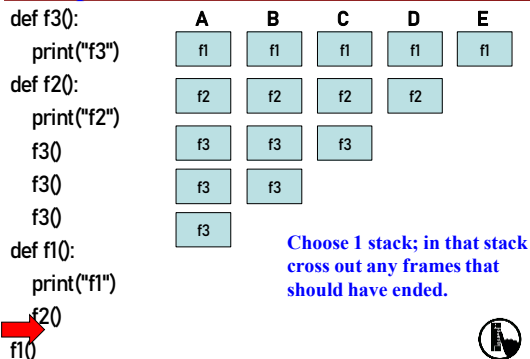 def f3():
print("f3")
def f2():
print("f2")
f3()
f3()
f3()
def f1():
print("f1")
f2()
f1()
A B C D E
f1 f1 f1 f1 f1
f2 f2 f2 f2
f3 f3 f3
f3 f3
f3
Choose 1 stack; in that stack
cross out any frames that
should have ended.